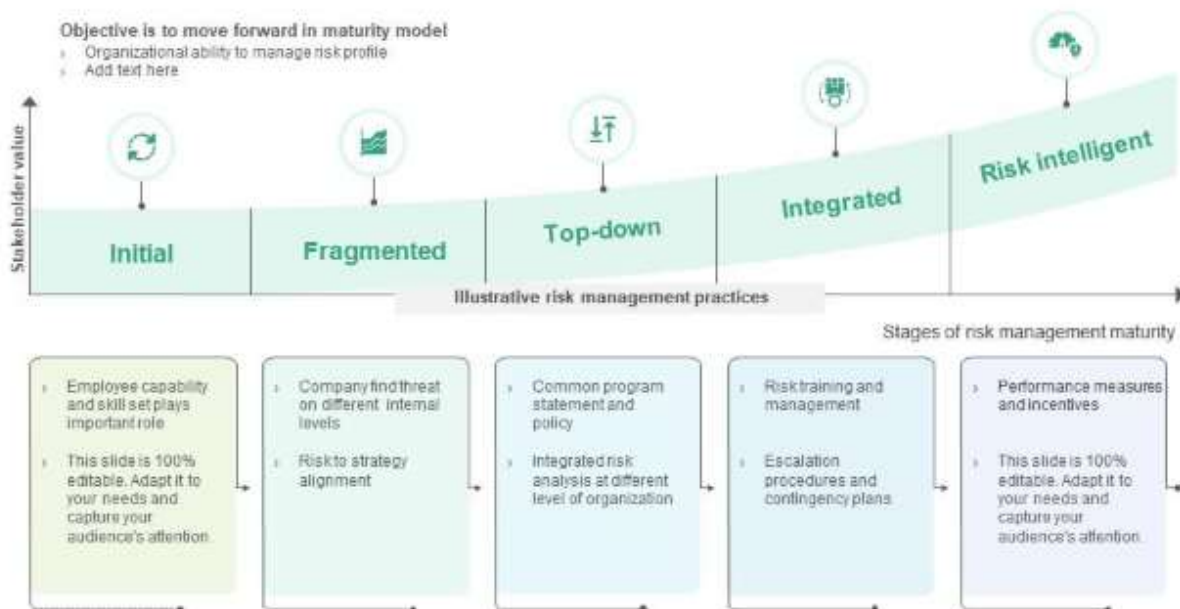 Objective is to move forward in maturity model
› Organizational ability to manage risk profile
› Add text here
Stakeholder value
Initial
Fragmented
Top-down
Integrated
Risk intelligent
Illustrative risk management practices
Stages of risk management maturity
› Employee capability
and skill set plays
important role
› This slide is 100%
editable. Adapt it to
your needs and
capture your
audience's attention
› Company find threat
on different internal
levels
› Risk to strategy
alignment
› Common program
statement and
policy
› Integrated risk
analysis at different
level of organization
› Risk training and
management
› Escalation
procedures and
contingency plans
› Performance measures
and incentives
› This slide is 100%
editable. Adapt it to
your needs and
capture your
audience's attention